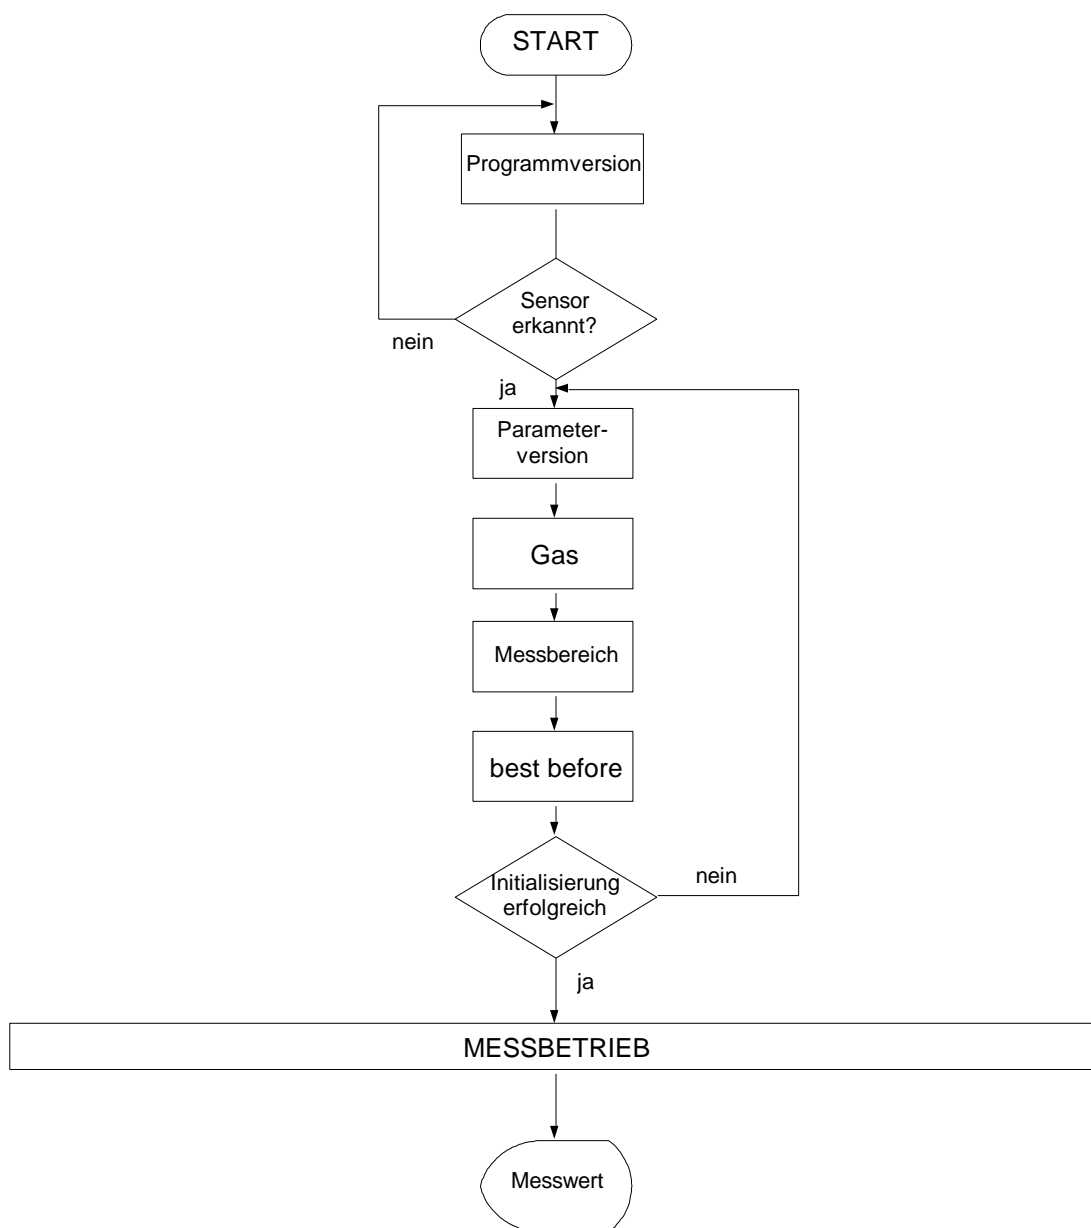 START
Programmversion
Sensor
erkannt?
nein
ja
Parameter-
version
Gas
Messbereich
best before
Initialisierung
erfolgreich
nein
ja
MESSBETRIEB
Messwert